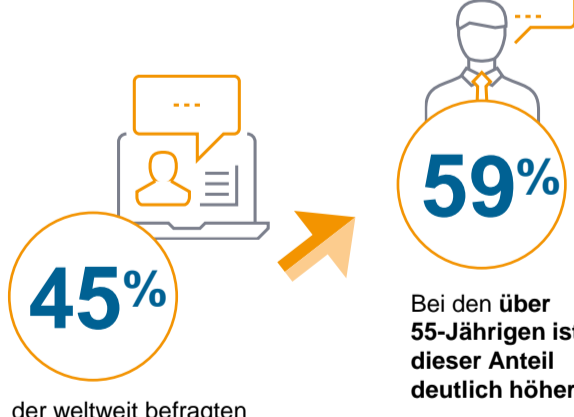 45%
der weltweit befragten
59%
Bei den über
55-Jährigen ist
dieser Anteil
deutlich höher